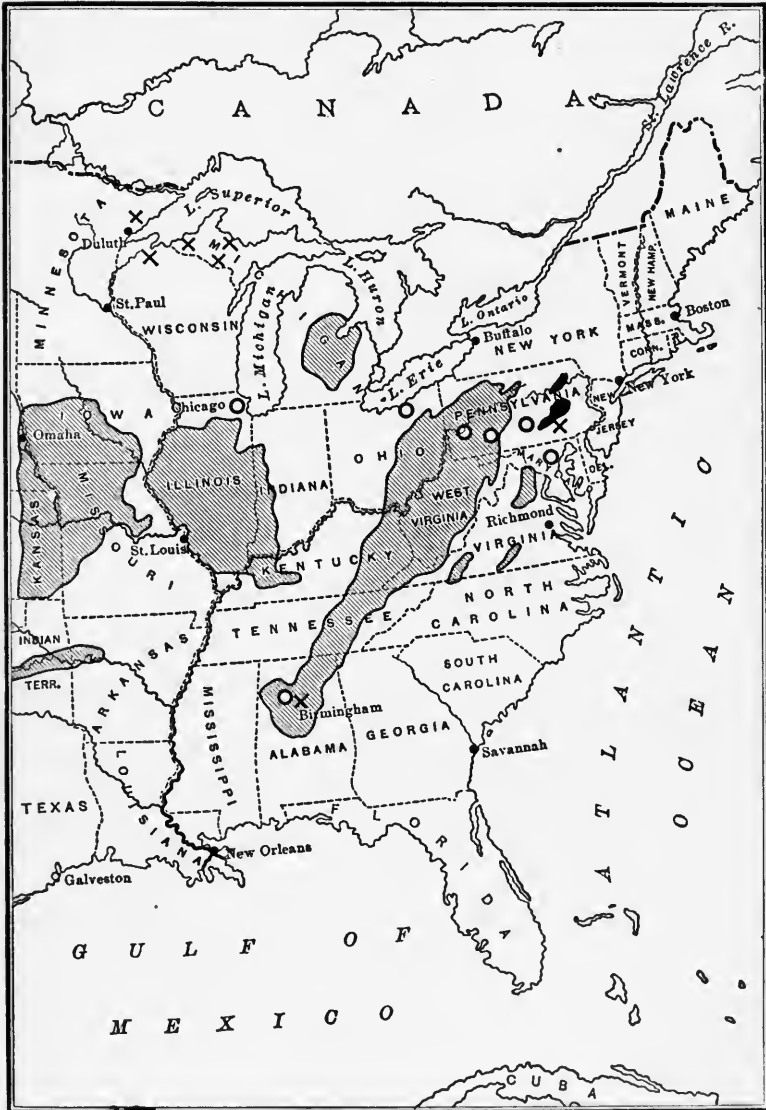 CANADA
St. Lawrence R.
MAINE
L. Superior
MINNESOTA
Duluth
MICHIGAN
L. Huron
VERMONT
NEW HAMP.
St. Paul
WISCONSIN
L. Michigan
L. Ontario
Boston
MASS.
CONN.
R.I.
Buffalo
NEW YORK
L. Erie
New York
IOWA
Chicago
PENNSYLVANIA
NEW JERSEY
Omaha
OHIO
ILLINOIS
INDIANA
MAR.
DEL.
WEST VIRGINIA
MISSOURI
KANSAS
St. Louis
Richmond
VIRGINIA
KENTUCKY
NORTH CAROLINA
TENNESSEE
INDIAN TERR.
ARKANSAS
SOUTH CAROLINA
Birmingham
MISSISSIPPI
ALABAMA
GEORGIA
Savannah
LOUISIANA
TEXAS
FLORIDA
New Orleans
Galveston
ATLANTIC OCEAN
GULF OF
MEXICO
CUBA